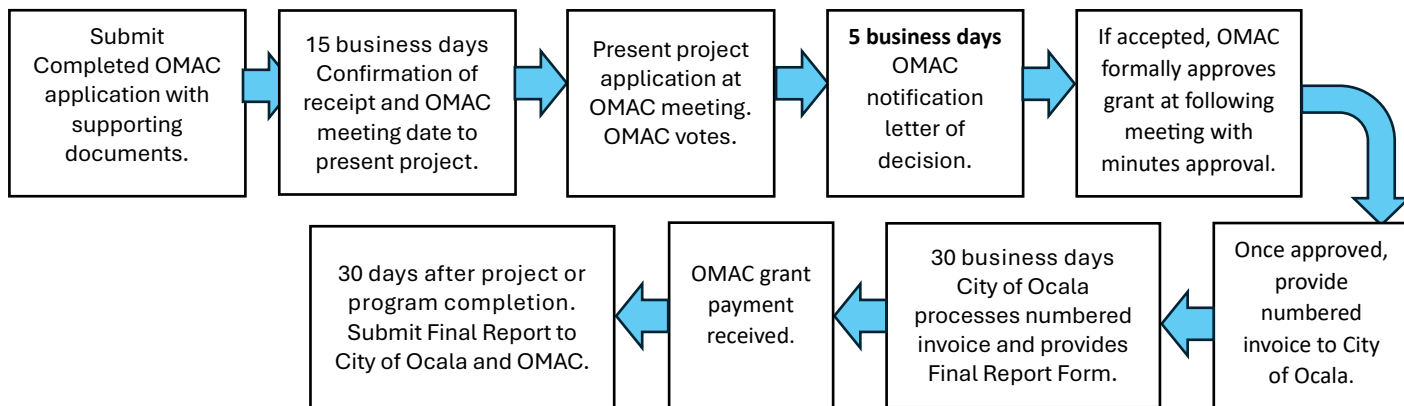 Submit
Completed OMAC
application with
supporting
documents.
15 business days
Confirmation of
receipt and OMAC
meeting date to
present project.
Present project
application at
OMAC meeting.
OMAC votes.
5 business days
OMAC
notification
letter of
decision.
If accepted, OMAC
formally approves
grant at following
meeting with
minutes approval.
Once approved,
provide
numbered
invoice to City
of Ocala.
30 business days
City of Ocala
processes numbered
invoice and provides
Final Report Form.
OMAC grant
payment
received.
30 days after project or
program completion.
Submit Final Report to
City of Ocala and OMAC.